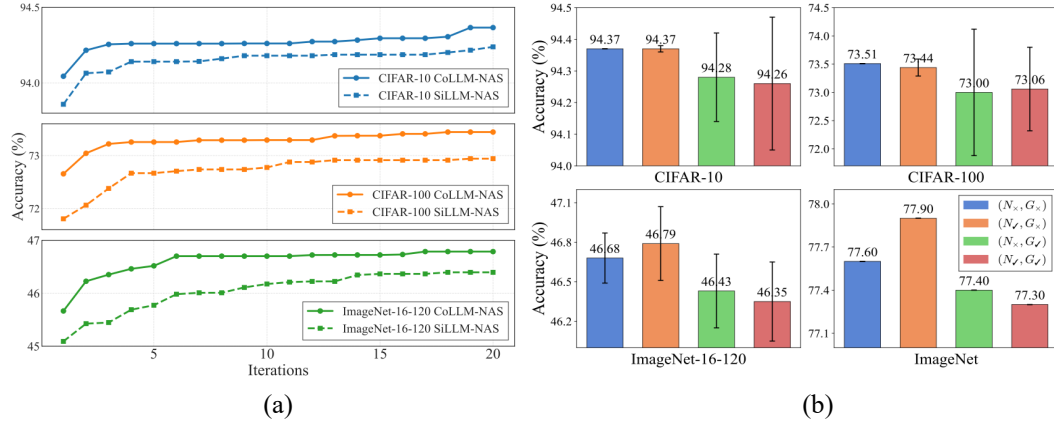 94.5
94.0
CIFAR-10 CoLLM-NAS
CIFAR-10 SiLLM-NAS
Accuracy (%)
73
72
CIFAR-100 CoLLM-NAS
CIFAR-100 SiLLM-NAS
47
46
45
ImageNet-16-120 CoLLM-NAS
ImageNet-16-120 SiLLM-NAS
5
10
15
20
Iterations
(a)
Accuracy (%)
94.5
94.4
94.3
94.2
94.1
94.0
94.37
94.37
94.28
94.26
CIFAR-10
74.0
73.5
73.0
72.5
72.0
73.51
73.44
73.00
73.06
CIFAR-100
Accuracy (%)
47.1
46.8
46.5
46.2
46.68
46.79
46.43
46.35
ImageNet-16-120
78.0
77.7
77.4
77.1
77.60
77.90
77.40
77.30
(N×, G×)
(N✓, G×)
(N×, G✓)
(N✓, G✓)
ImageNet
(b)